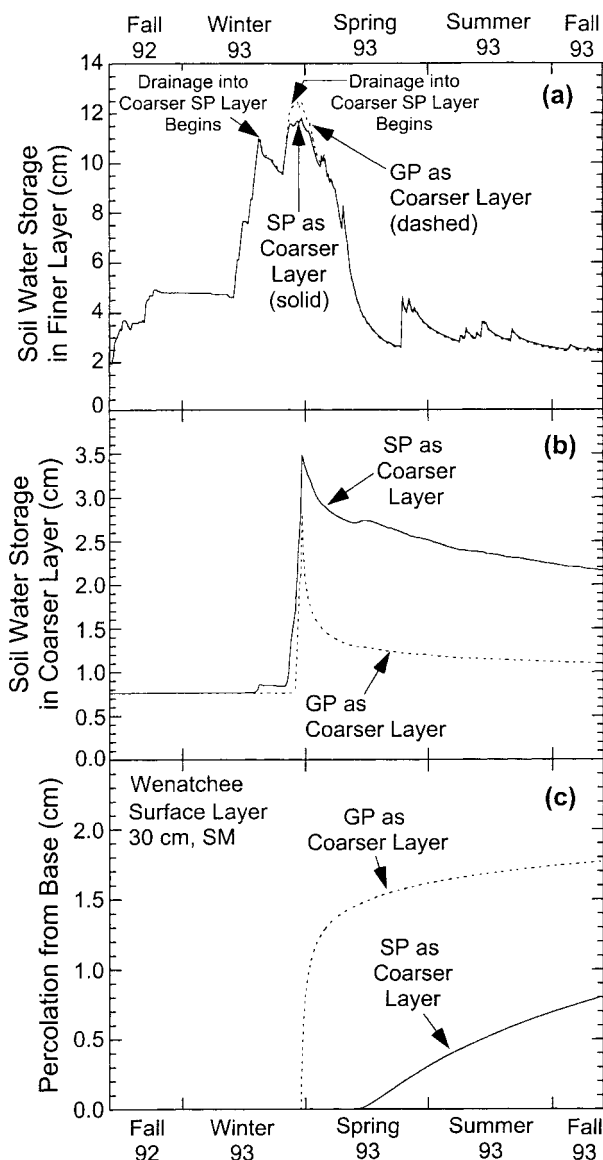 Fall
92
Winter
93
Spring
93
Summer
93
Fall
93
Soil Water Storage
in Finer Layer (cm)
14
12
10
8
6
4
2
0
Drainage into
Coarser SP Layer
Begins
Drainage into
Coarser SP Layer
Begins
(a)
GP as
Coarser Layer
(dashed)
SP as
Coarser
Layer
(solid)
Soil Water Storage
in Coarser Layer (cm)
3.5
3.0
2.5
2.0
1.5
1.0
0.5
0.0
(b)
SP as
Coarser
Layer
GP as
Coarser Layer
Percolation from Base (cm)
2.0
1.5
1.0
0.5
0.0
Wenatchee
Surface Layer
30 cm, SM
(c)
GP as
Coarser Layer
SP as
Coarser
Layer
Fall
92
Winter
93
Spring
93
Summer
93
Fall
93